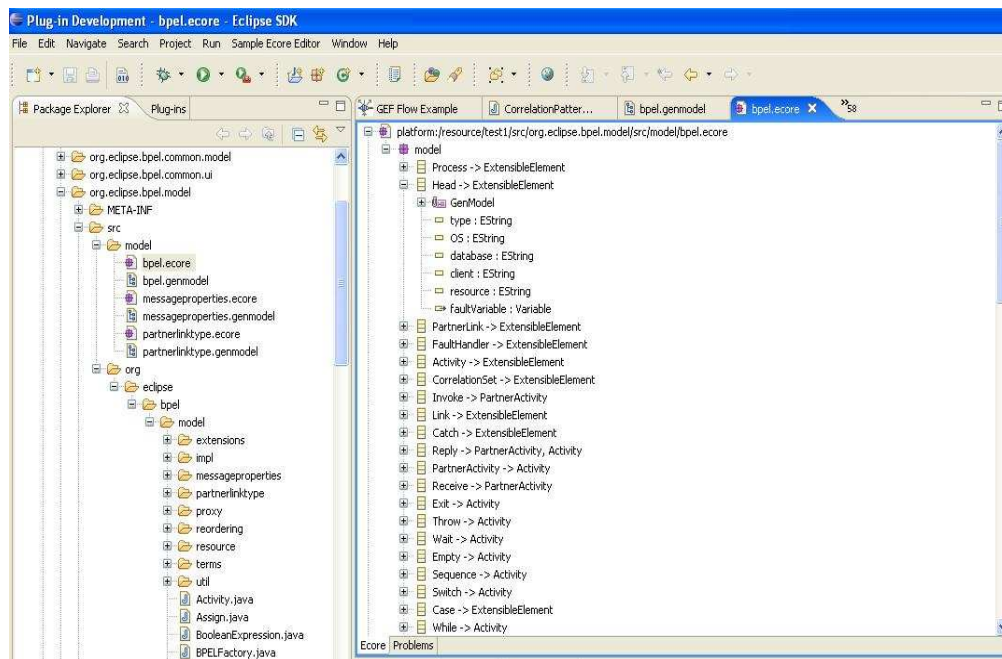 Plug-in Development - bpel.ecore - Eclipse SDK
File Edit Navigate Search Project Run Sample Ecore Editor Window Help
Package Explorer Plug-ins
org.eclipse.bpel.common.model
org.eclipse.bpel.common.ui
org.eclipse.bpel.model
META-INF
src
model
bpel.ecore
bpel.genmodel
messageproperties.ecore
messageproperties.genmodel
partnerlinktype.ecore
partnerlinktype.genmodel
org
eclipse
bpel
model
extensions
impl
messageproperties
partnerlinktype
proxy
reordering
resource
terms
util
Activity.java
Assign.java
BooleanExpression.java
BPELFactory.java
GEF Flow Example CorrelationPatter... bpel.genmodel bpel.ecore »58
platform:/resource/test1/src/org.eclipse.bpel.model/src/model/bpel.ecore
model
Process -> ExtensibleElement
Head -> ExtensibleElement
GenModel
type : EString
OS : EString
database : EString
client : EString
resource : EString
faultVariable : Variable
PartnerLink -> ExtensibleElement
FaultHandler -> ExtensibleElement
Activity -> ExtensibleElement
CorrelationSet -> ExtensibleElement
Invoke -> PartnerActivity
Link -> ExtensibleElement
Catch -> ExtensibleElement
Reply -> PartnerActivity, Activity
PartnerActivity -> Activity
Receive -> PartnerActivity
Exit -> Activity
Throw -> Activity
Wait -> Activity
Empty -> Activity
Sequence -> Activity
Switch -> Activity
Case -> ExtensibleElement
While -> Activity
Ecore Problems